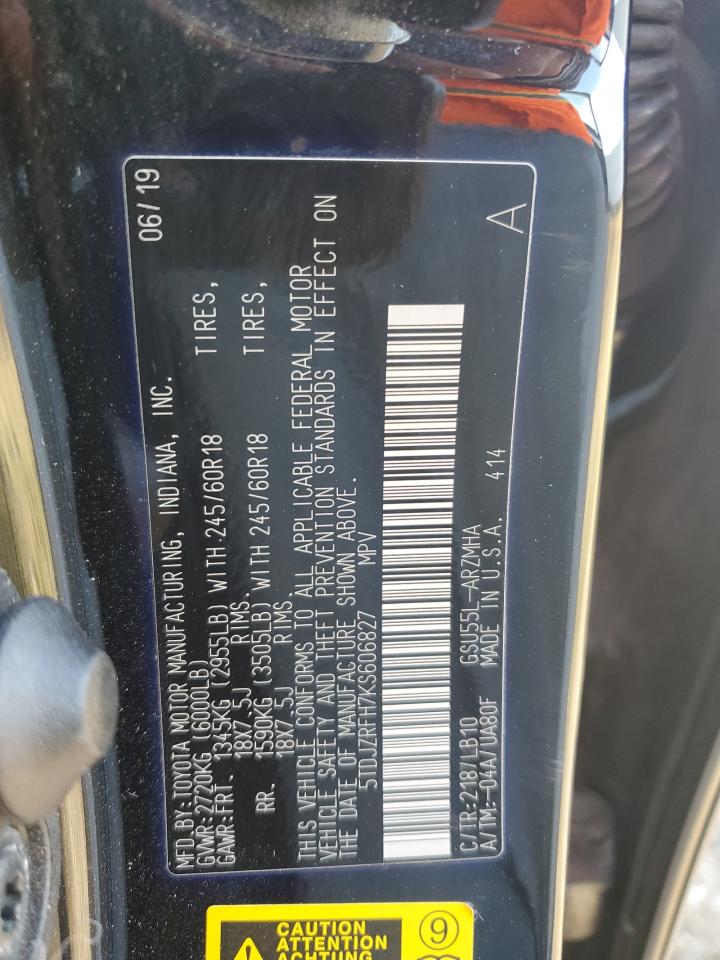 MFD.BY:TOYOTA MOTOR MANUFACTURING, INDIANA, INC. 06/19
GVWR:2720KG (6000LB)
GAWR:FRT. 1345KG (2955LB) WITH 245/60R18 TIRES,
18X7.5J RIMS.
RR. 1590KG (3505LB) WITH 245/60R18 TIRES,
18X7.5J RIMS.
THIS VEHICLE CONFORMS TO ALL APPLICABLE FEDERAL MOTOR
VEHICLE SAFETY AND THEFT PREVENTION STANDARDS IN EFFECT ON
THE DATE OF MANUFACTURE SHOWN ABOVE.
5TDJZRFH7KS606827 MPV
C/TR:218/LB10 GSU55L-ARZMHA
A/TM:-04A/UA80F MADE IN U.S.A. 414 A
CAUTION
ATTENTION
ACHTUNG
9